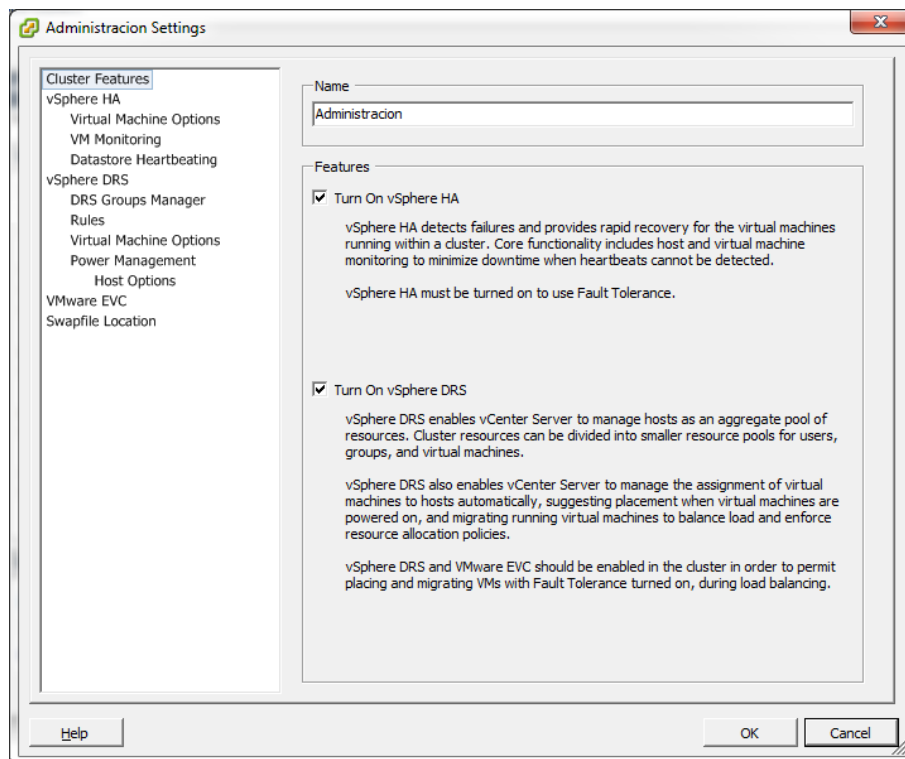 Administracion Settings
Cluster Features
vSphere HA
Virtual Machine Options
VM Monitoring
Datastore Heartbeating
vSphere DRS
DRS Groups Manager
Rules
Virtual Machine Options
Power Management
Host Options
VMware EVC
Swapfile Location
Name
Administracion
Features
Turn On vSphere HA
vSphere HA detects failures and provides rapid recovery for the virtual machines
running within a cluster. Core functionality includes host and virtual machine
monitoring to minimize downtime when heartbeats cannot be detected.
vSphere HA must be turned on to use Fault Tolerance.
Turn On vSphere DRS
vSphere DRS enables vCenter Server to manage hosts as an aggregate pool of
resources. Cluster resources can be divided into smaller resource pools for users,
groups, and virtual machines.
vSphere DRS also enables vCenter Server to manage the assignment of virtual
machines to hosts automatically, suggesting placement when virtual machines are
powered on, and migrating running virtual machines to balance load and enforce
resource allocation policies.
vSphere DRS and VMware EVC should be enabled in the cluster in order to permit
placing and migrating VMs with Fault Tolerance turned on, during load balancing.
Help
OK
Cancel